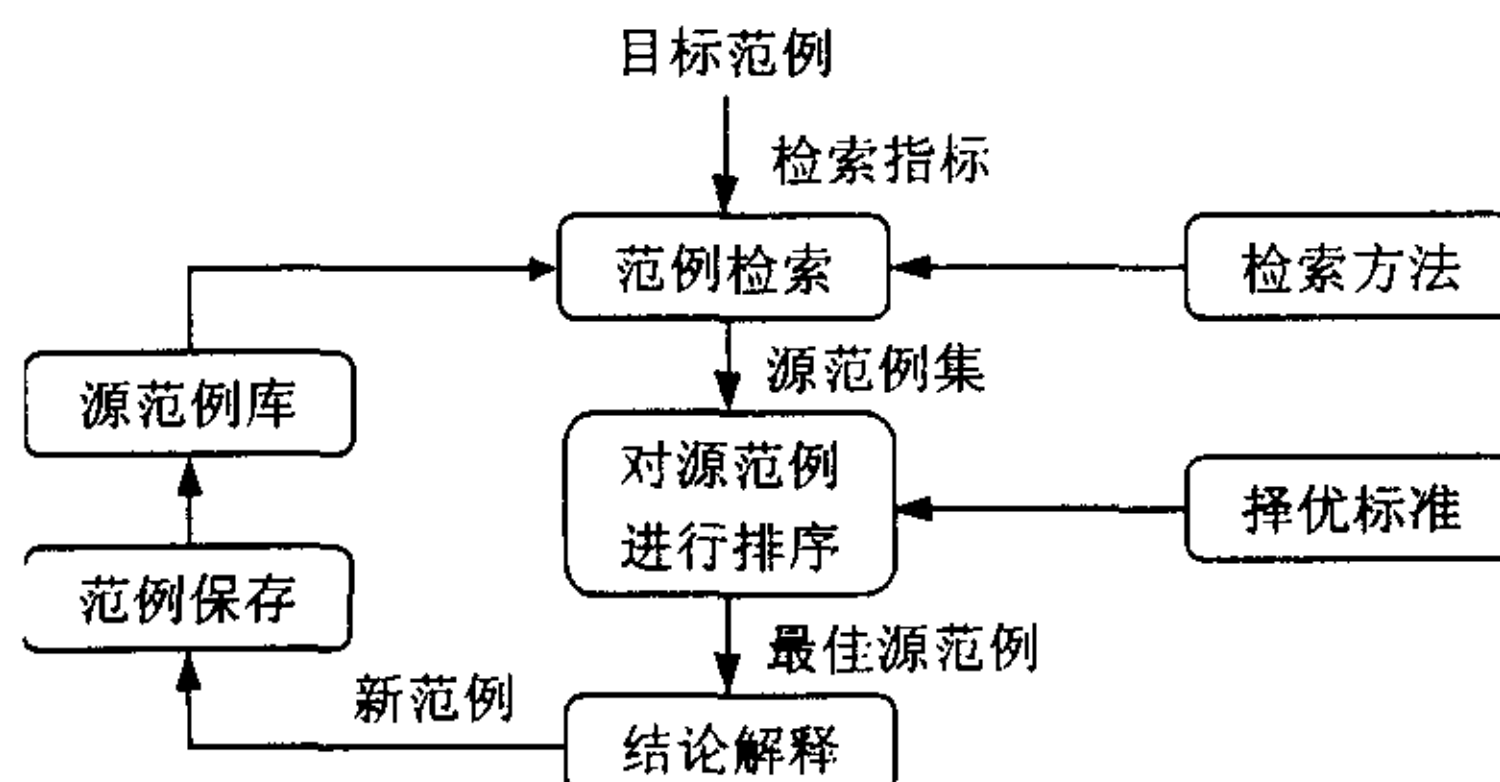 目标范例
检索指标
范例检索
检索方法
源范例集
源范例库
对源范例
进行排序
择优标准
范例保存
最佳源范例
新范例
结论解释